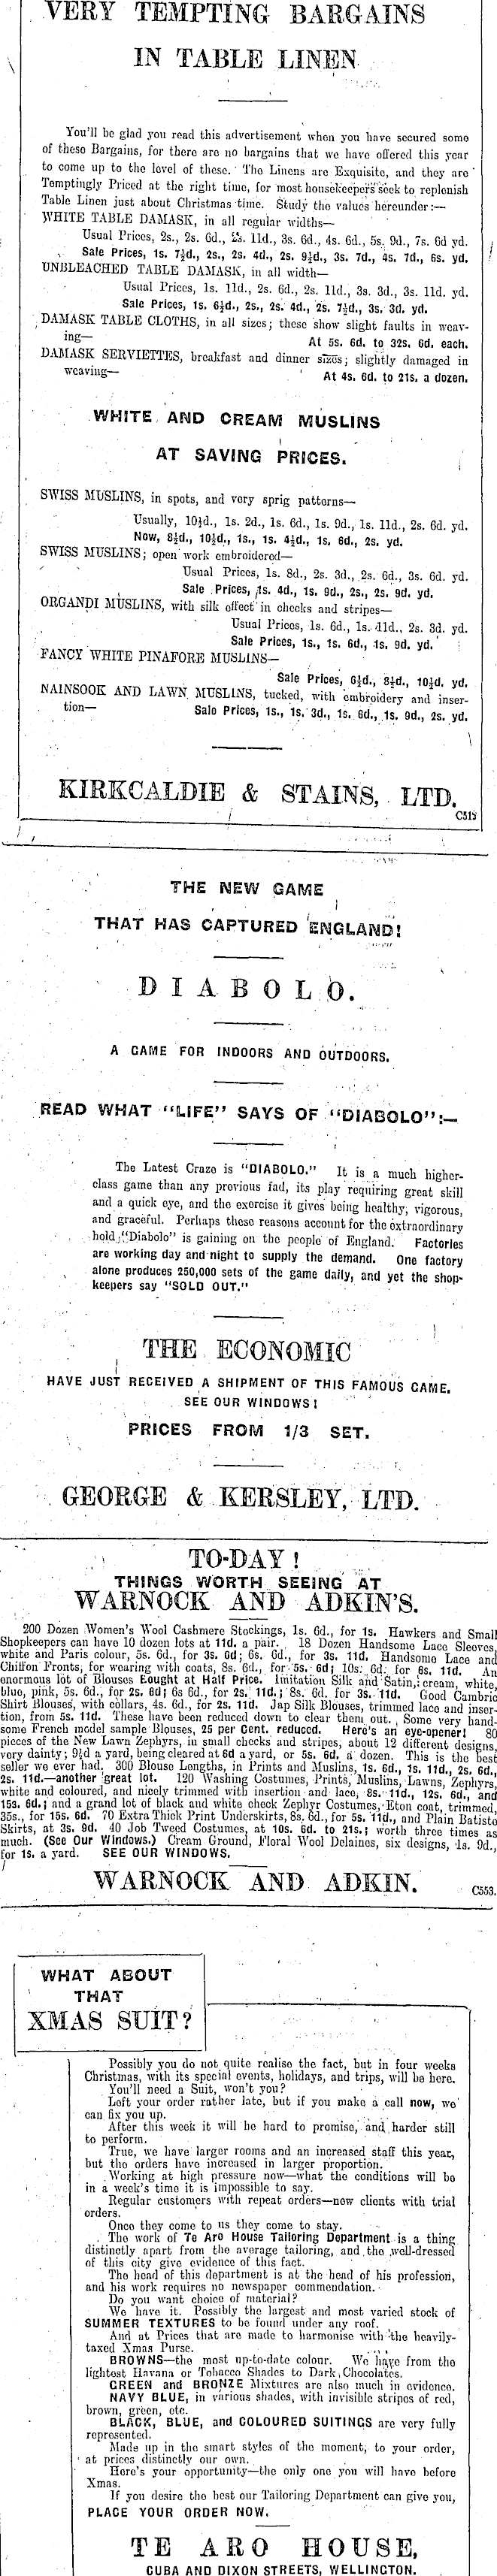 VERY TEMPTING BARGAINS
IN TABLE LINEN
You'll be glad you read this advertisement when you have secured some
of these Bargains, for there are no bargains that we have offered this year
to come up to the level of these. The Linens are Exquisite, and they are
Temptingly Priced at the right time, for most housekeepers seek to replenish
Table Linen just about Christmas time. Study the values hereunder:—
WHITE TABLE DAMASK, in all regular widths—
Usual Prices, 2s., 2s. 6d., 2s. 11d., 3s. 6d., 4s. 6d., 5s. 9d., 7s. 6d yd.
Sale Prices, 1s. 7½d., 2s., 2s. 4d., 2s. 9½d., 3s. 7d., 4s. 7d., 6s. yd.
UNBLEACHED TABLE DAMASK, in all width—
Usual Prices, 1s. 11d., 2s. 6d., 2s. 11d., 3s. 3d., 3s. 11d. yd.
Sale Prices, 1s. 6½d., 2s., 2s. 4d., 2s. 7½d., 3s. 3d. yd.
DAMASK TABLE CLOTHS, in all sizes; these show slight faults in weav-
ing— At 5s. 6d. to 32s. 6d. each.
DAMASK SERVIETTES, breakfast and dinner sizes; slightly damaged in
weaving— At 4s. 6d. to 21s. a dozen.
WHITE AND CREAM MUSLINS
AT SAVING PRICES.
SWISS MUSLINS, in spots, and very sprig patterns—
Usually, 10½d., 1s. 2d., 1s. 6d., 1s. 9d., 1s. 11d., 2s. 6d. yd.
Now, 8½d., 10½d., 1s., 1s. 4½d., 1s. 6d., 2s. yd.
SWISS MUSLINS; open work embroidered—
Usual Prices, 1s. 8d., 2s. 3d., 2s. 6d., 3s. 6d. yd.
Sale Prices, 1s. 4d., 1s. 9d., 2s., 2s. 9d. yd.
ORGANDI MUSLINS, with silk effect in checks and stripes—
Usual Prices, 1s. 6d., 1s. 11d., 2s. 3d. yd.
Sale Prices, 1s., 1s. 6d., 1s. 9d. yd.
FANCY WHITE PINAFORE MUSLINS—
Sale Prices, 6½d., 8½d., 10½d. yd.
NAINSOOK AND LAWN MUSLINS, tucked, with embroidery and inser-
tion— Sale Prices, 1s., 1s. 3d., 1s. 6d., 1s. 9d., 2s. yd.
KIRKCALDIE & STAINS, LTD.
THE NEW GAME
THAT HAS CAPTURED ENGLAND!
DIABOLO.
A GAME FOR INDOORS AND OUTDOORS.
READ WHAT "LIFE" SAYS OF "DIABOLO":—
The Latest Craze is "DIABOLO." It is a much higher-
class game than any previous fad, its play requiring great skill
and a quick eye, and the exercise it gives being healthy, vigorous,
and graceful. Perhaps these reasons account for the extraordinary
hold "Diabolo" is gaining on the people of England. Factories
are working day and night to supply the demand. One factory
alone produces 250,000 sets of the game daily, and yet the shop-
keepers say "SOLD OUT."
THE ECONOMIC
HAVE JUST RECEIVED A SHIPMENT OF THIS FAMOUS GAME.
SEE OUR WINDOWS!
PRICES FROM 1/3 SET.
GEORGE & KERSLEY, LTD.
TO-DAY!
THINGS WORTH SEEING AT
WARNOCK AND ADKIN'S.
200 Dozen Women's Wool Cashmere Stockings, 1s. 6d., for 1s. Hawkers and Small
Shopkeepers can have 10 dozen lots at 11d. a pair. 18 Dozen Handsome Lace Sleeves,
white and Paris colour, 5s. 6d., for 3s. 6d; 6s. 6d., for 3s. 11d. Handsome Lace and
Chiffon Fronts, for wearing with coats, 8s. 6d., for 5s. 6d; 10s. 6d. for 6s. 11d. An
enormous lot of Blouses Bought at Half Price. Imitation Silk and Satin, cream, white,
blue, pink, 5s. 6d., for 2s. 6d; 6s 6d., for 2s. 11d.; 8s. 6d. for 3s. 11d. Good Cambric
Shirt Blouses, with collars, 4s. 6d., for 2s. 11d Jap Silk Blouses, trimmed lace and inser-
tion, from 5s. 11d. These have been reduced down to clear them out. Some very hand-
some French model sample Blouses, 25 per Cent. reduced. Here's an eye-opener! 80
pieces of the New Lawn Zephyrs, in small checks and stripes, about 12 different designs,
very dainty; 9½d a yard, being cleared at 6d a yard, or 5s. 6d. a dozen. This is the best
seller we ever had. 300 Blouse Lengths, in Prints and Muslins, 1s. 6d., 1s. 11d., 2s. 6d.,
2s. 11d.—another great lot. 120 Washing Costumes, Prints, Muslins, Lawns, Zephyrs,
white and coloured, and nicely trimmed with insertion and lace, 8s. 11d., 12s. 6d., and
15s. 6d.; and a grand lot of black and white check Zephyr Costumes, Eton coat, trimmed,
35s., for 15s. 6d. 70 Extra Thick Print Underskirts, 8s. 6d., for 5s. 11d., and Plain Batiste
Skirts, at 3s. 9d. 40 Job Tweed Costumes, at 10s. 6d. to 21s.; worth three times as
much. (See Our Windows.) Cream Ground, Floral Wool Delaines, six designs, 1s. 9d.,
for 1s. a yard. SEE OUR WINDOWS.
WARNOCK AND ADKIN.
C553.
WHAT ABOUT
THAT
XMAS SUIT?
Possibly you do not quite realise the fact, but in four weeks
Christmas, with its special events, holidays, and trips, will be here.
You'll need a Suit, won't you?
Left your order rather late, but if you make a call now, we
can fix you up.
After this week it will be hard to promise, and harder still
to perform.
True, we have larger rooms and an increased staff this year,
but the orders have increased in larger proportion.
Working at high pressure now—what the conditions will be
in a week's time it is impossible to say.
Regular customers with repeat orders—new clients with trial
orders.
Once they come to us they come to stay.
The work of Te Aro House Tailoring Department is a thing
distinctly apart from the average tailoring, and the well-dressed
of this city give evidence of this fact.
The head of this department is at the head of his profession,
and his work requires no newspaper commendation.
Do you want choice of material?
We have it. Possibly the largest and most varied stock of
SUMMER TEXTURES to be found under any roof.
And at Prices that are made to harmonise with the heavily-
taxed Xmas Purse.
BROWNS—the most up-to-date colour. We have from the
lightest Havana or Tobacco Shades to Dark Chocolates.
GREEN and BRONZE Mixtures are also much in evidence.
NAVY BLUE, in various shades, with invisible stripes of red,
brown, green, etc.
BLACK, BLUE, and COLOURED SUITINGS are very fully
represented.
Made up in the smart styles of the moment, to your order,
at prices distinctly our own.
Here's your opportunity—the only one you will have before
Xmas.
If you desire the best our Tailoring Department can give you,
PLACE YOUR ORDER NOW.
TE ARO HOUSE,
CUBA AND DIXON STREETS, WELLINGTON.